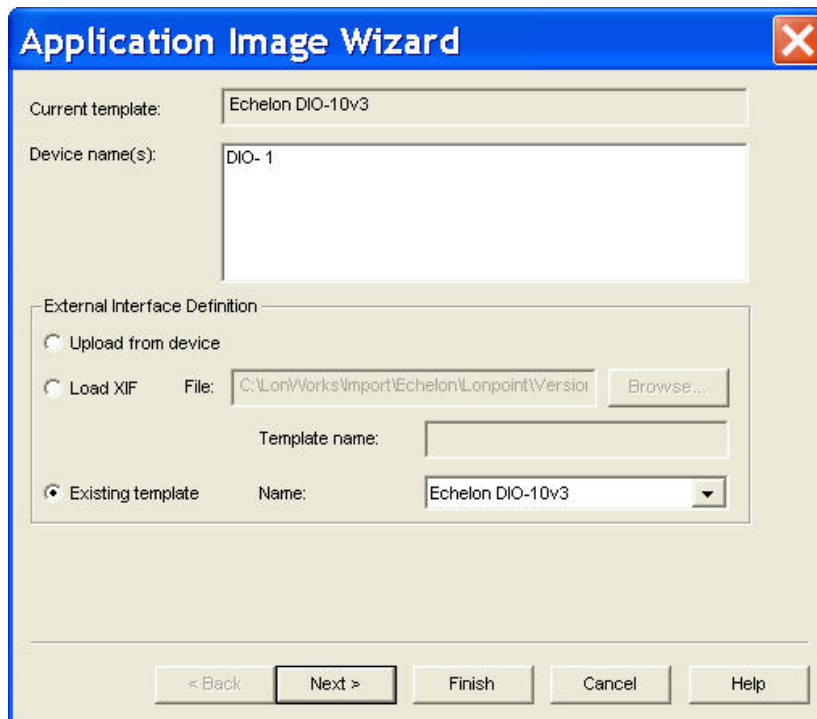 Application Image Wizard
Current template: Echelon DIO-10v3
Device name(s): DIO- 1
External Interface Definition
Upload from device
Load XIF File: C:\LonWorks\Import\Echelon\Lonpoint\Version Browse...
Template name:
Existing template Name: Echelon DIO-10v3
< Back Next > Finish Cancel Help